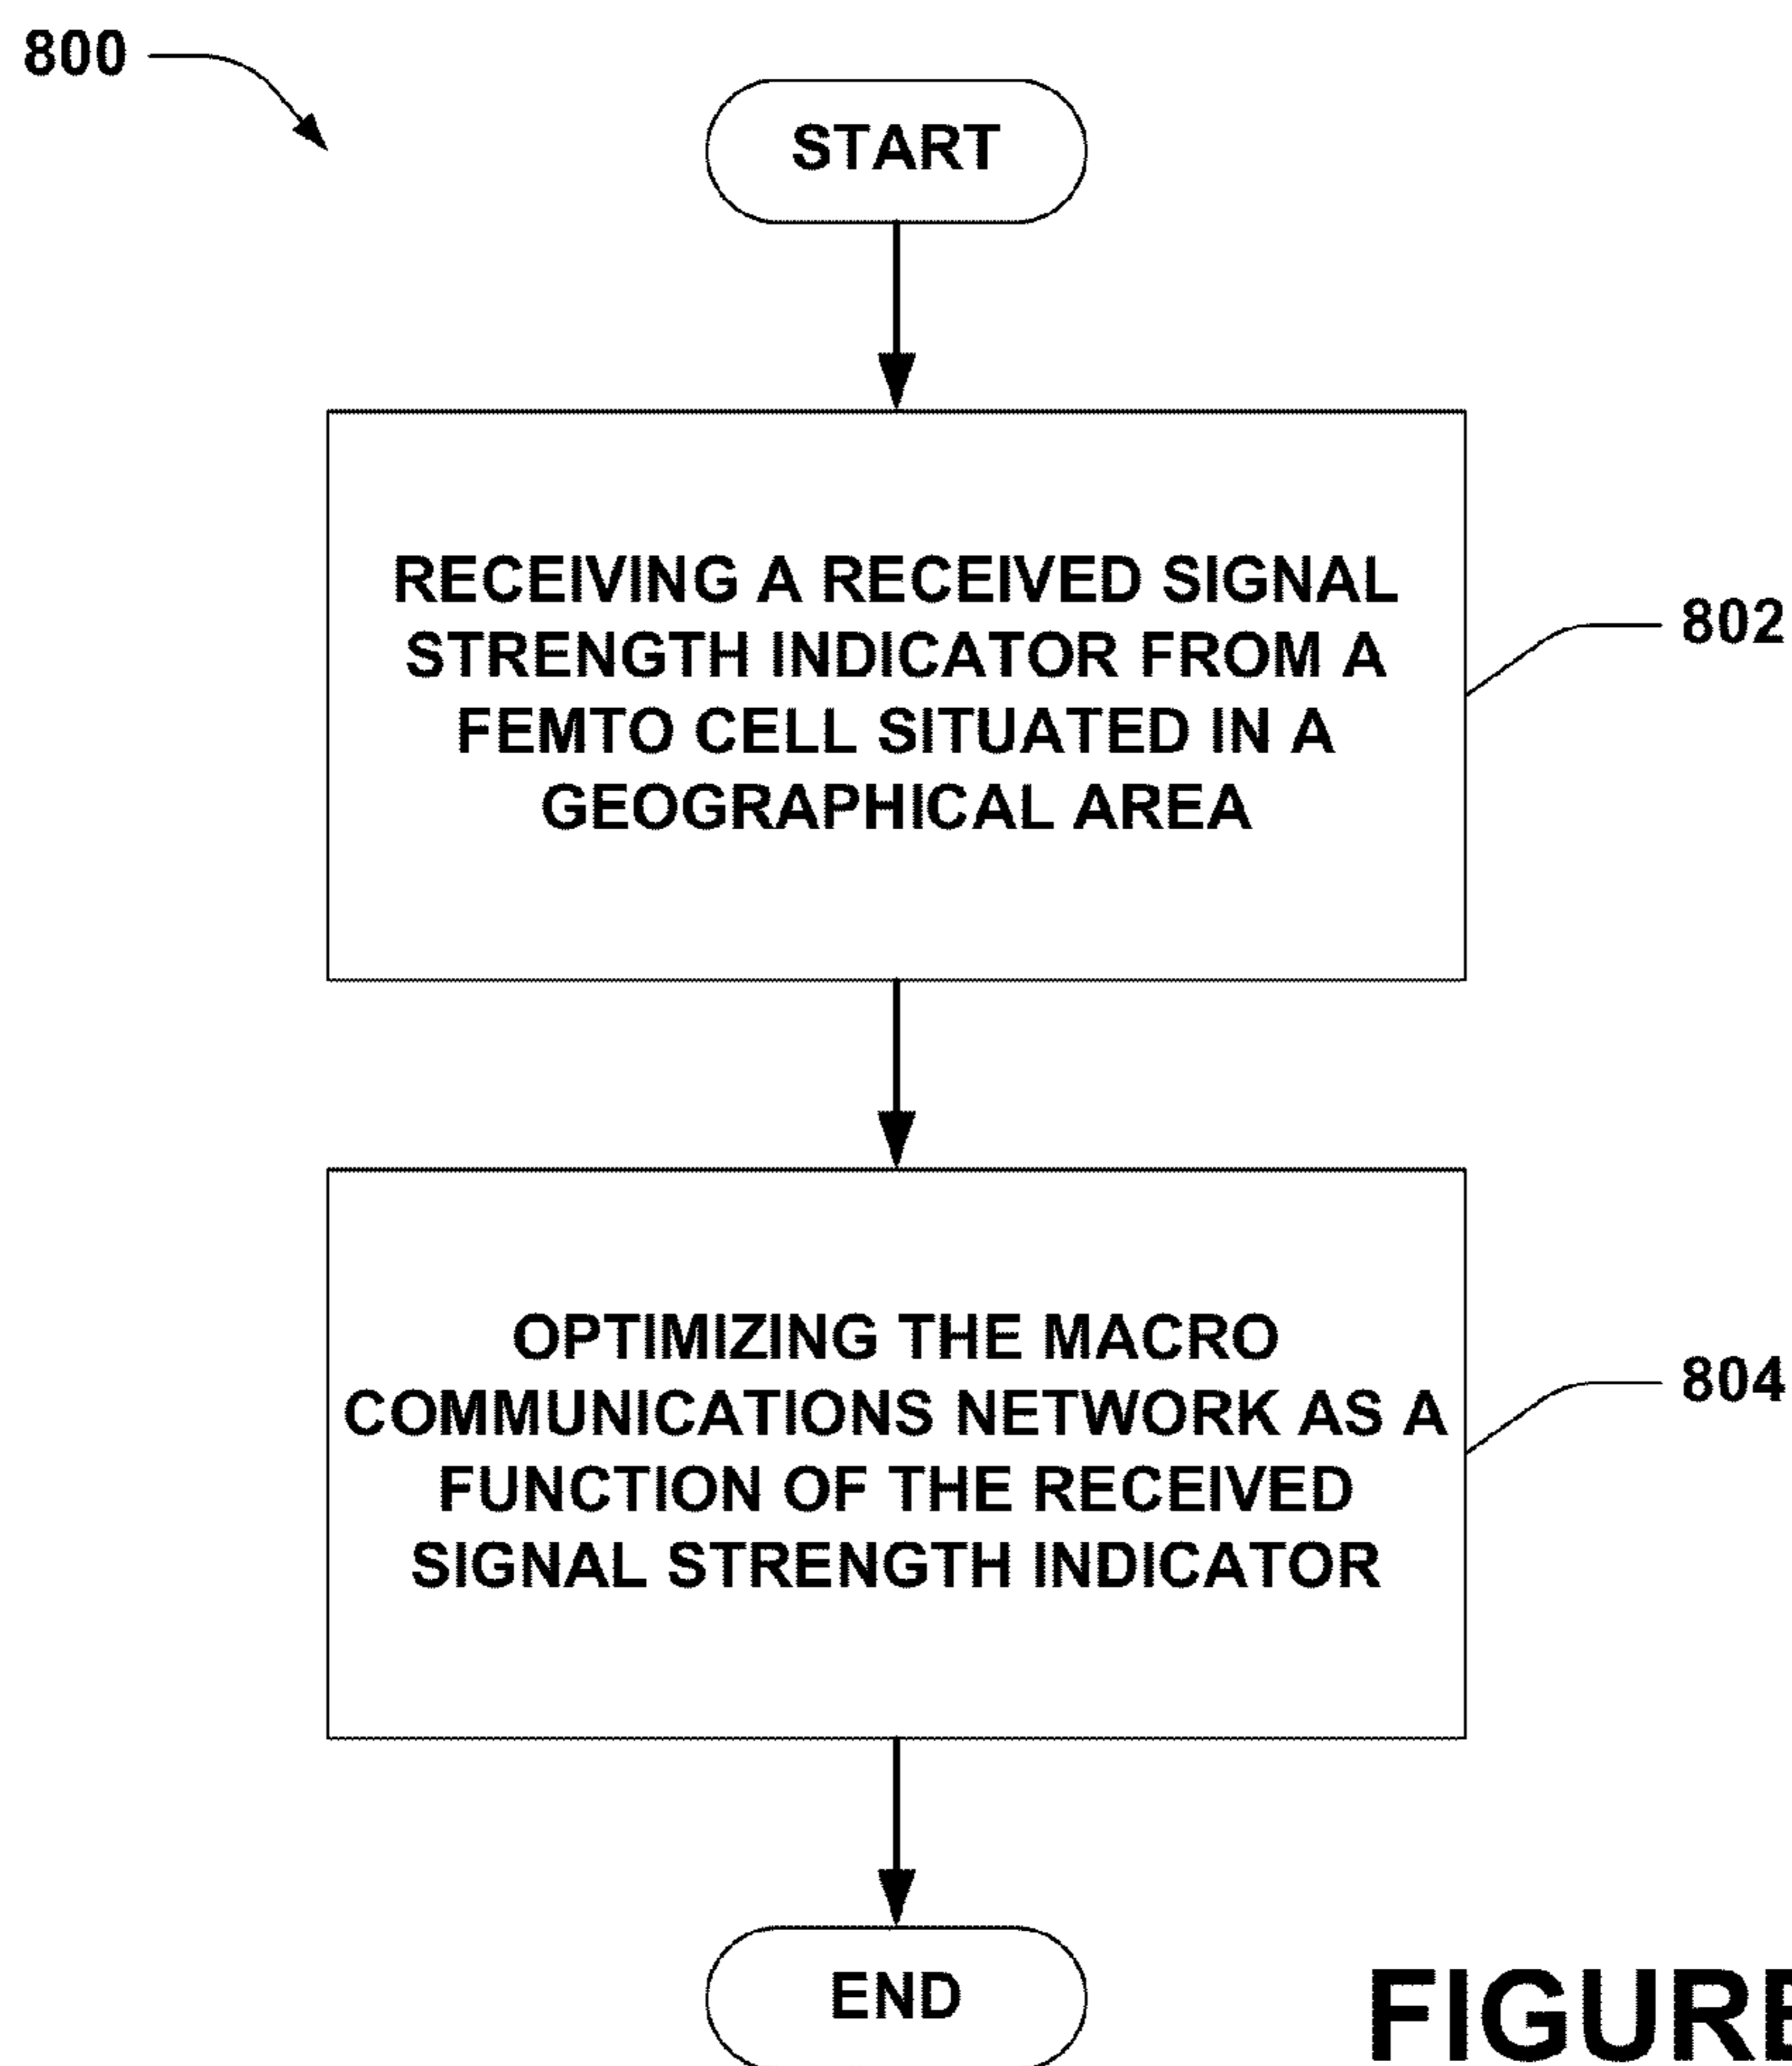 800
START
RECEIVING A RECEIVED SIGNAL
STRENGTH INDICATOR FROM A
FEMTO CELL SITUATED IN A
GEOGRAPHICAL AREA
802
OPTIMIZING THE MACRO
COMMUNICATIONS NETWORK AS A
FUNCTION OF THE RECEIVED
SIGNAL STRENGTH INDICATOR
804
END
FIGURE